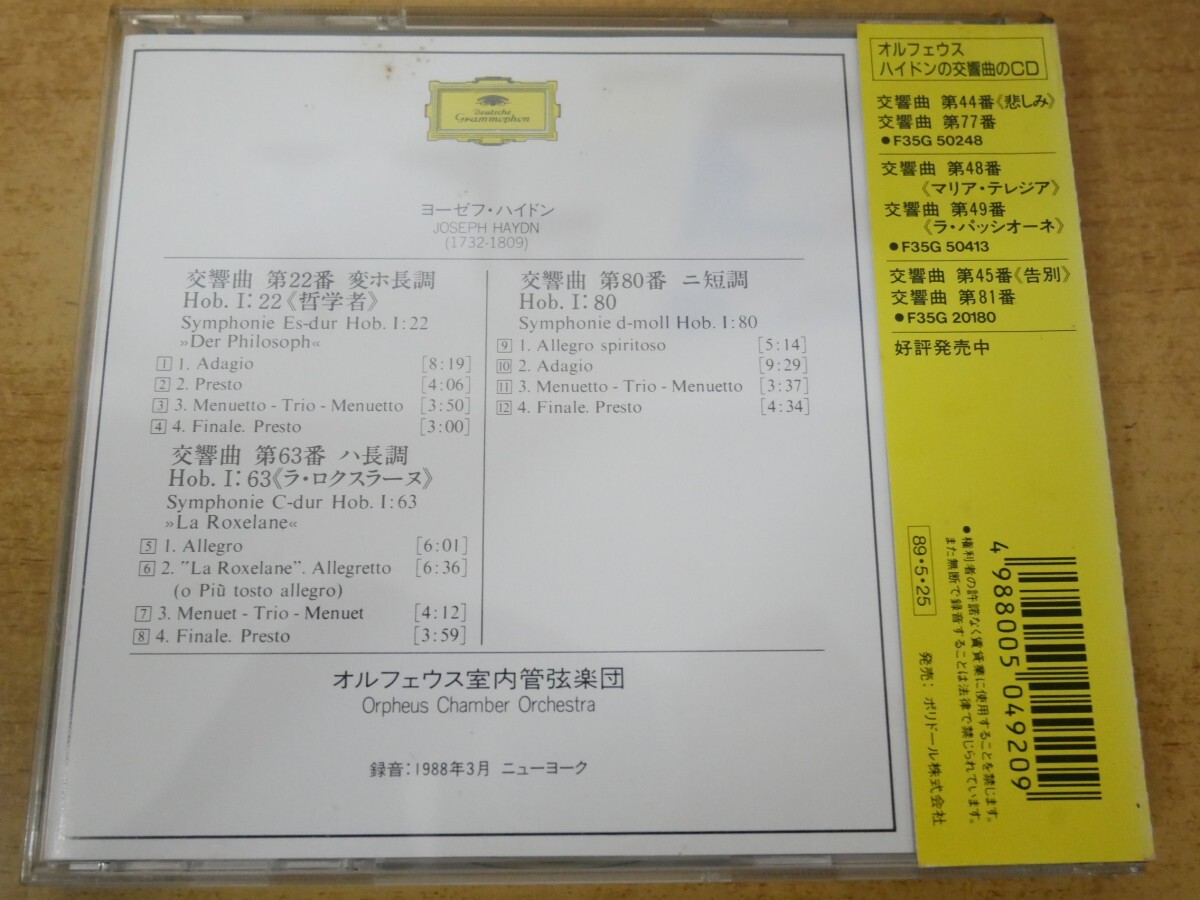 Deutsche
Grammophon
ヨーゼフ・ハイドン
JOSEPH HAYDN
(1732-1809)
交響曲 第22番 変ホ長調
Hob. I: 22《哲学者》
Symphonie Es-dur Hob. I:22
»Der Philosoph«
1 1. Adagio [8:19]
2 2. Presto [4:06]
3 3. Menuetto - Trio - Menuetto [3:50]
4 4. Finale. Presto [3:00]
交響曲 第63番 ハ長調
Hob. I: 63《ラ・ロクスラーヌ》
Symphonie C-dur Hob. I:63
»La Roxelane«
5 1. Allegro [6:01]
6 2. "La Roxelane". Allegretto [6:36]
(o Più tosto allegro)
7 3. Menuet - Trio - Menuet [4:12]
8 4. Finale. Presto [3:59]
交響曲 第80番 ニ短調
Hob. I: 80
Symphonie d-moll Hob. I:80
9 1. Allegro spiritoso [5:14]
10 2. Adagio [9:29]
11 3. Menuetto - Trio - Menuetto [3:37]
12 4. Finale. Presto [4:34]
オルフェウス室内管弦楽団
Orpheus Chamber Orchestra
録音：1988年3月 ニューヨーク
オルフェウス
ハイドンの交響曲のCD
交響曲 第44番《悲しみ》
交響曲 第77番
●F35G 50248
交響曲 第48番
《マリア・テレジア》
交響曲 第49番
《ラ・パッシオーネ》
●F35G 50413
交響曲 第45番《告別》
交響曲 第81番
●F35G 20180
好評発売中
●権利者の許諾なく賃貸業に使用することを禁じます。
また無断で録音することは法律で禁じられています。
89・5・25
発売：ポリドール株式会社
4 988005 049209